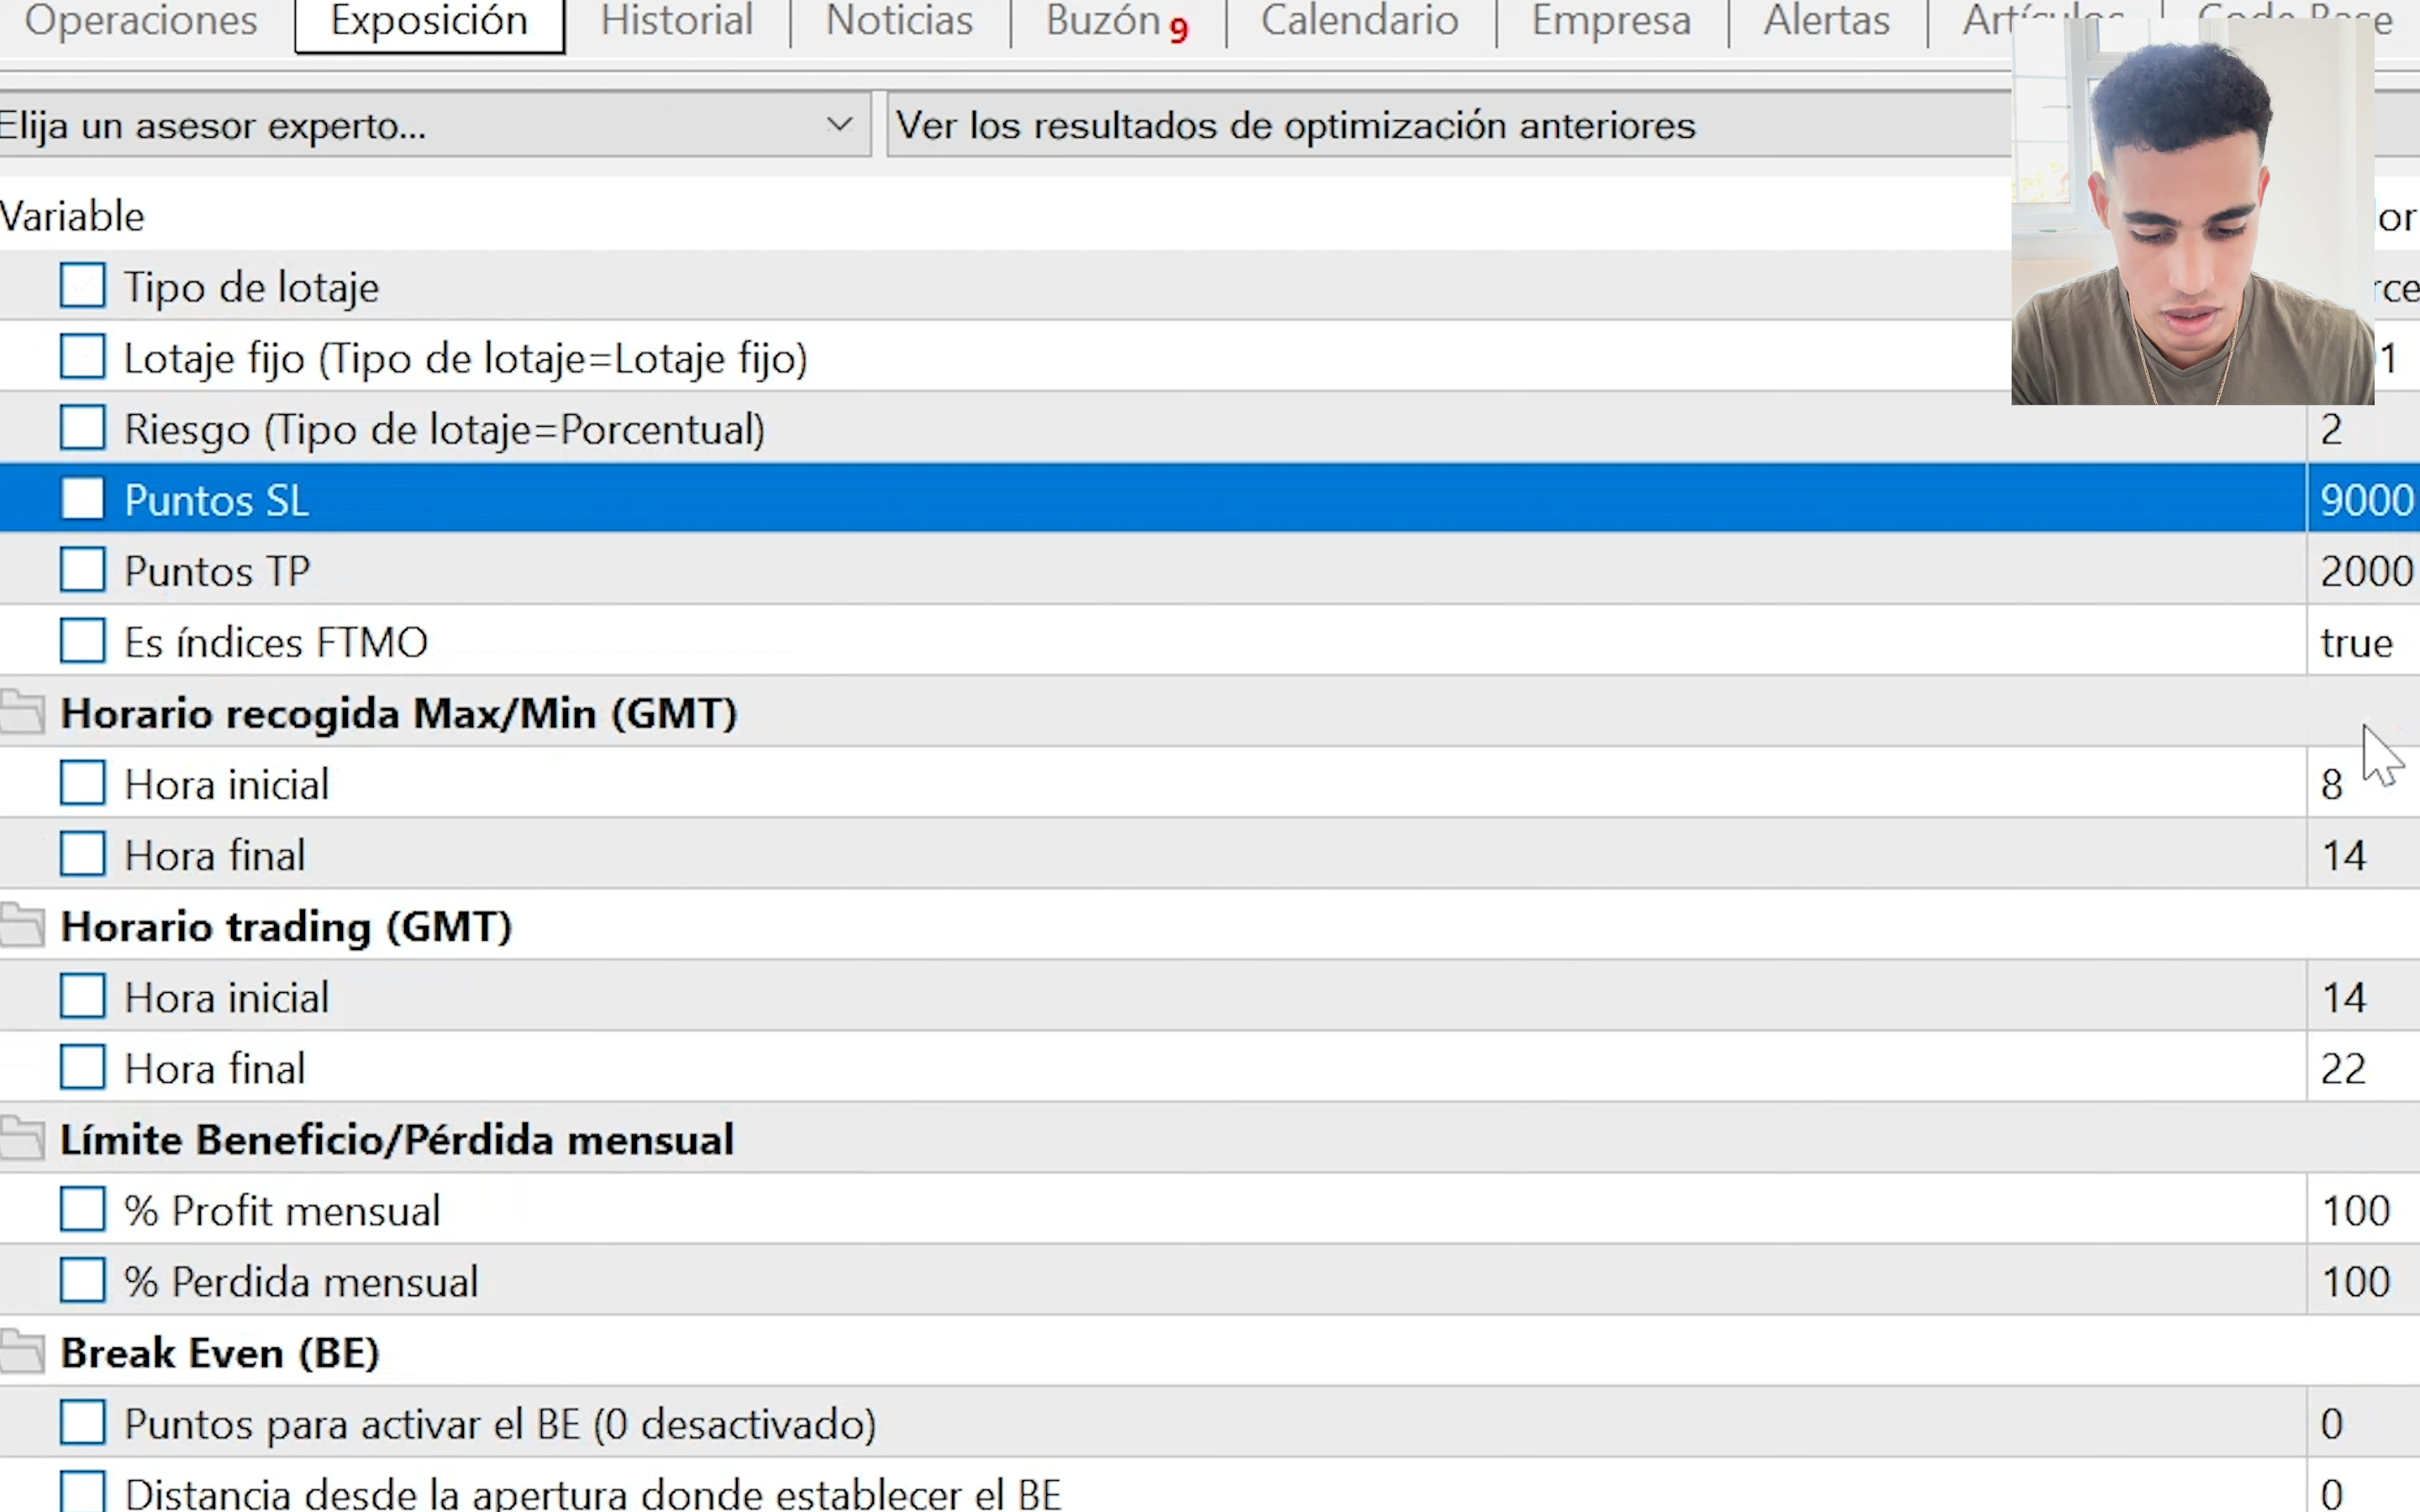 Operaciones Exposición Historial Noticias Buzón 9 Calendario Empresa Alertas
Elija un asesor experto... Ver los resultados de optimización anteriores
Variable
Tipo de lotaje
Lotaje fijo (Tipo de lotaje=Lotaje fijo) 1
Riesgo (Tipo de lotaje=Porcentual) 2
Puntos SL 9000
Puntos TP 2000
Es índices FTMO true
Horario recogida Max/Min (GMT)
Hora inicial 8
Hora final 14
Horario trading (GMT)
Hora inicial 14
Hora final 22
Límite Beneficio/Pérdida mensual
% Profit mensual 100
% Perdida mensual 100
Break Even (BE)
Puntos para activar el BE (0 desactivado) 0
Distancia desde la apertura donde establecer el BE 0